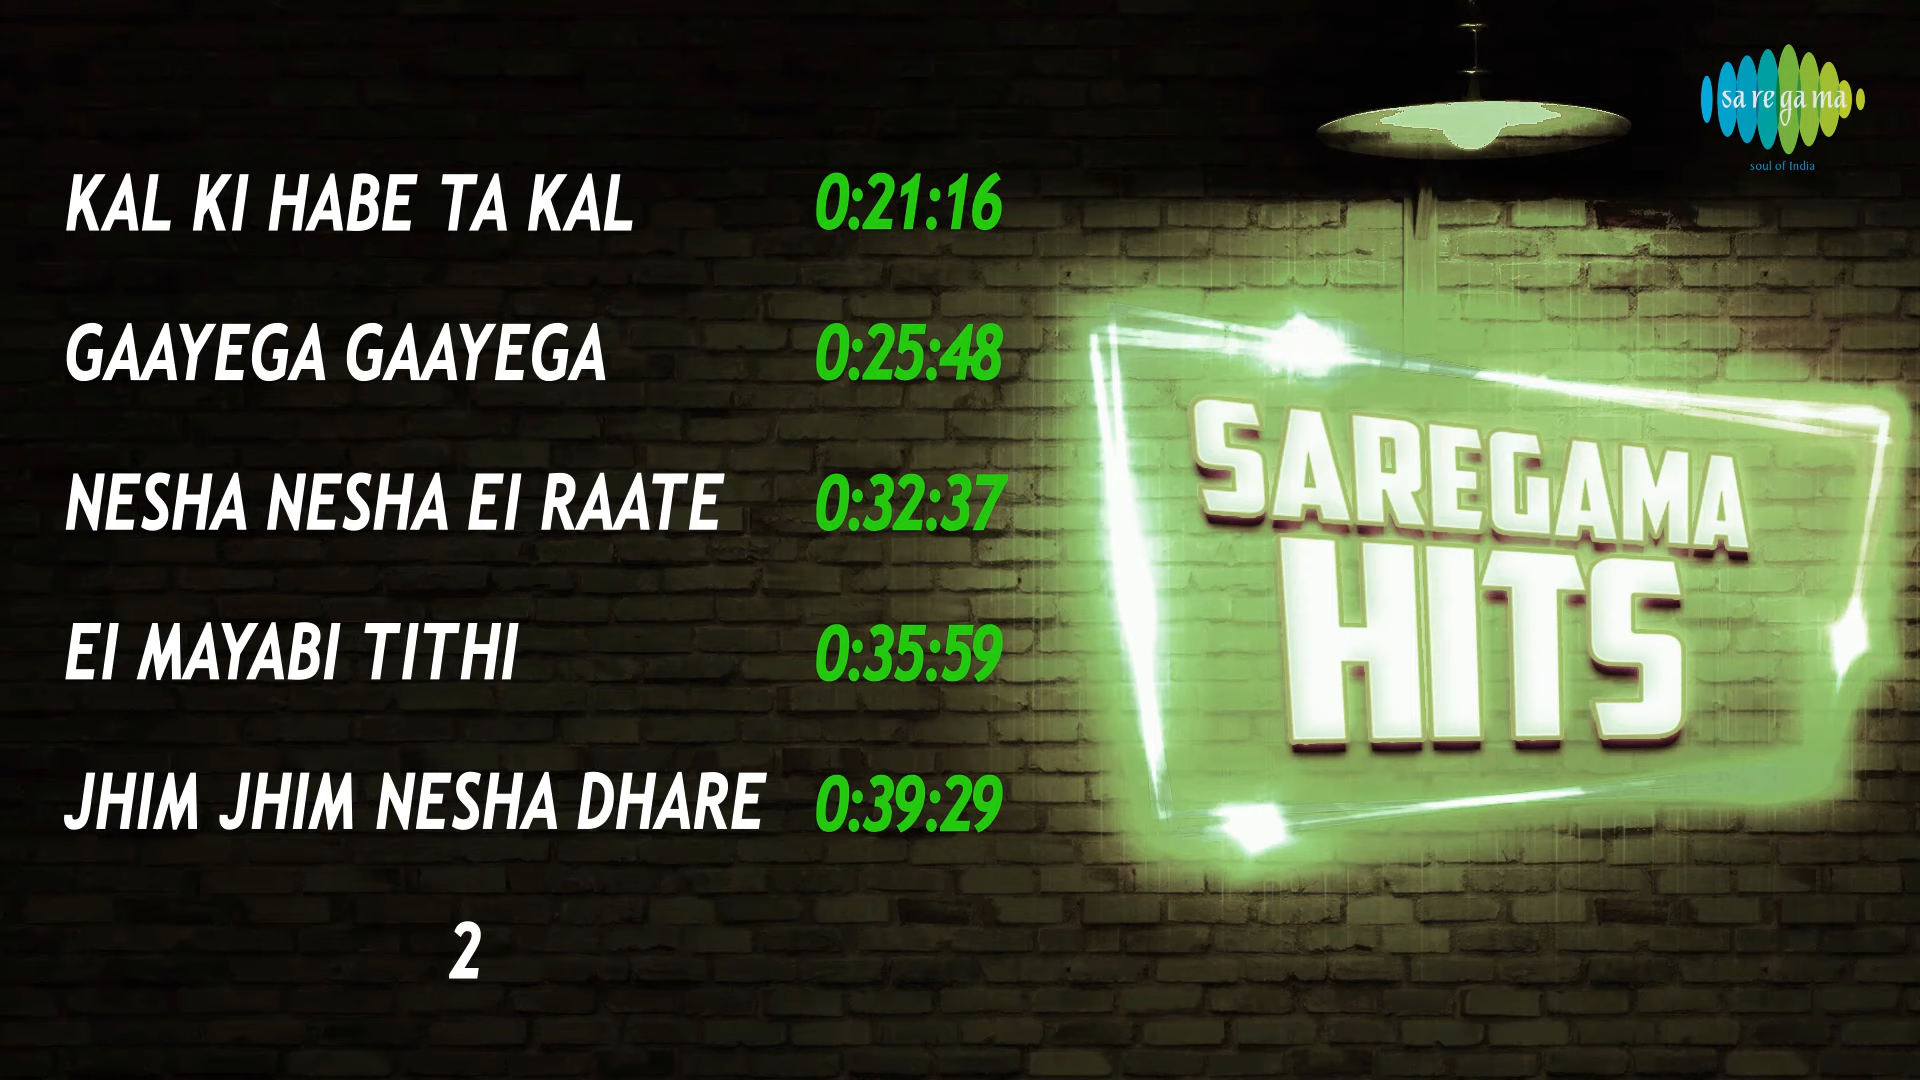 sa re ga ma
soul of India
KAL KI HABE TA KAL 0:21:16
GAAYEGA GAAYEGA 0:25:48
NESHA NESHA EI RAATE 0:32:37
EI MAYABI TITHI 0:35:59
JHIM JHIM NESHA DHARE 0:39:29
2
SAREGAMA
HITS